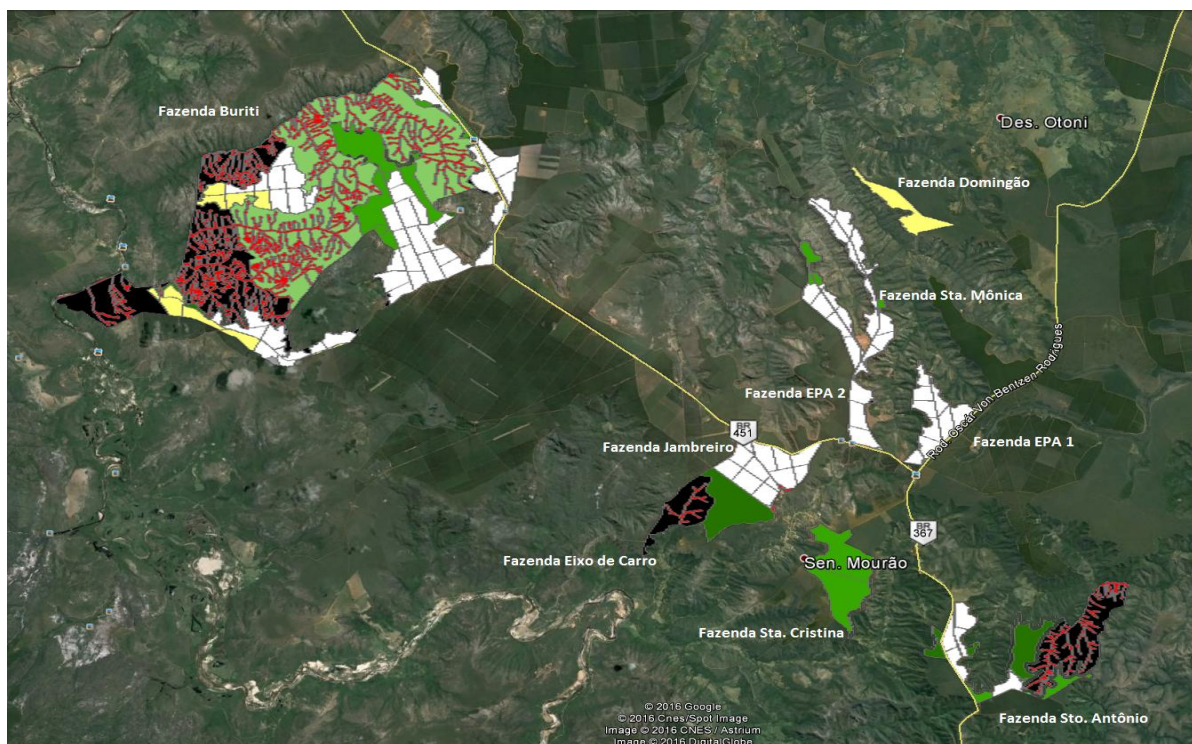 Fazenda Buriti
Des. Otoni
Fazenda Domingão
Fazenda Sta. Mônica
Rod. Oscár Von Bentzen Rodrigues
Fazenda EPA 2
BR
451
Fazenda EPA 1
Fazenda Jambreiro
BR
367
Fazenda Eixo de Carro
Sen. Mourão
Fazenda Sta. Cristina
Fazenda Sto. Antônio
© 2016 Google
© 2016 Cnes/Spot Image
Image © 2016 CNES / Astrium
Image © 2016 DigitalGlobe